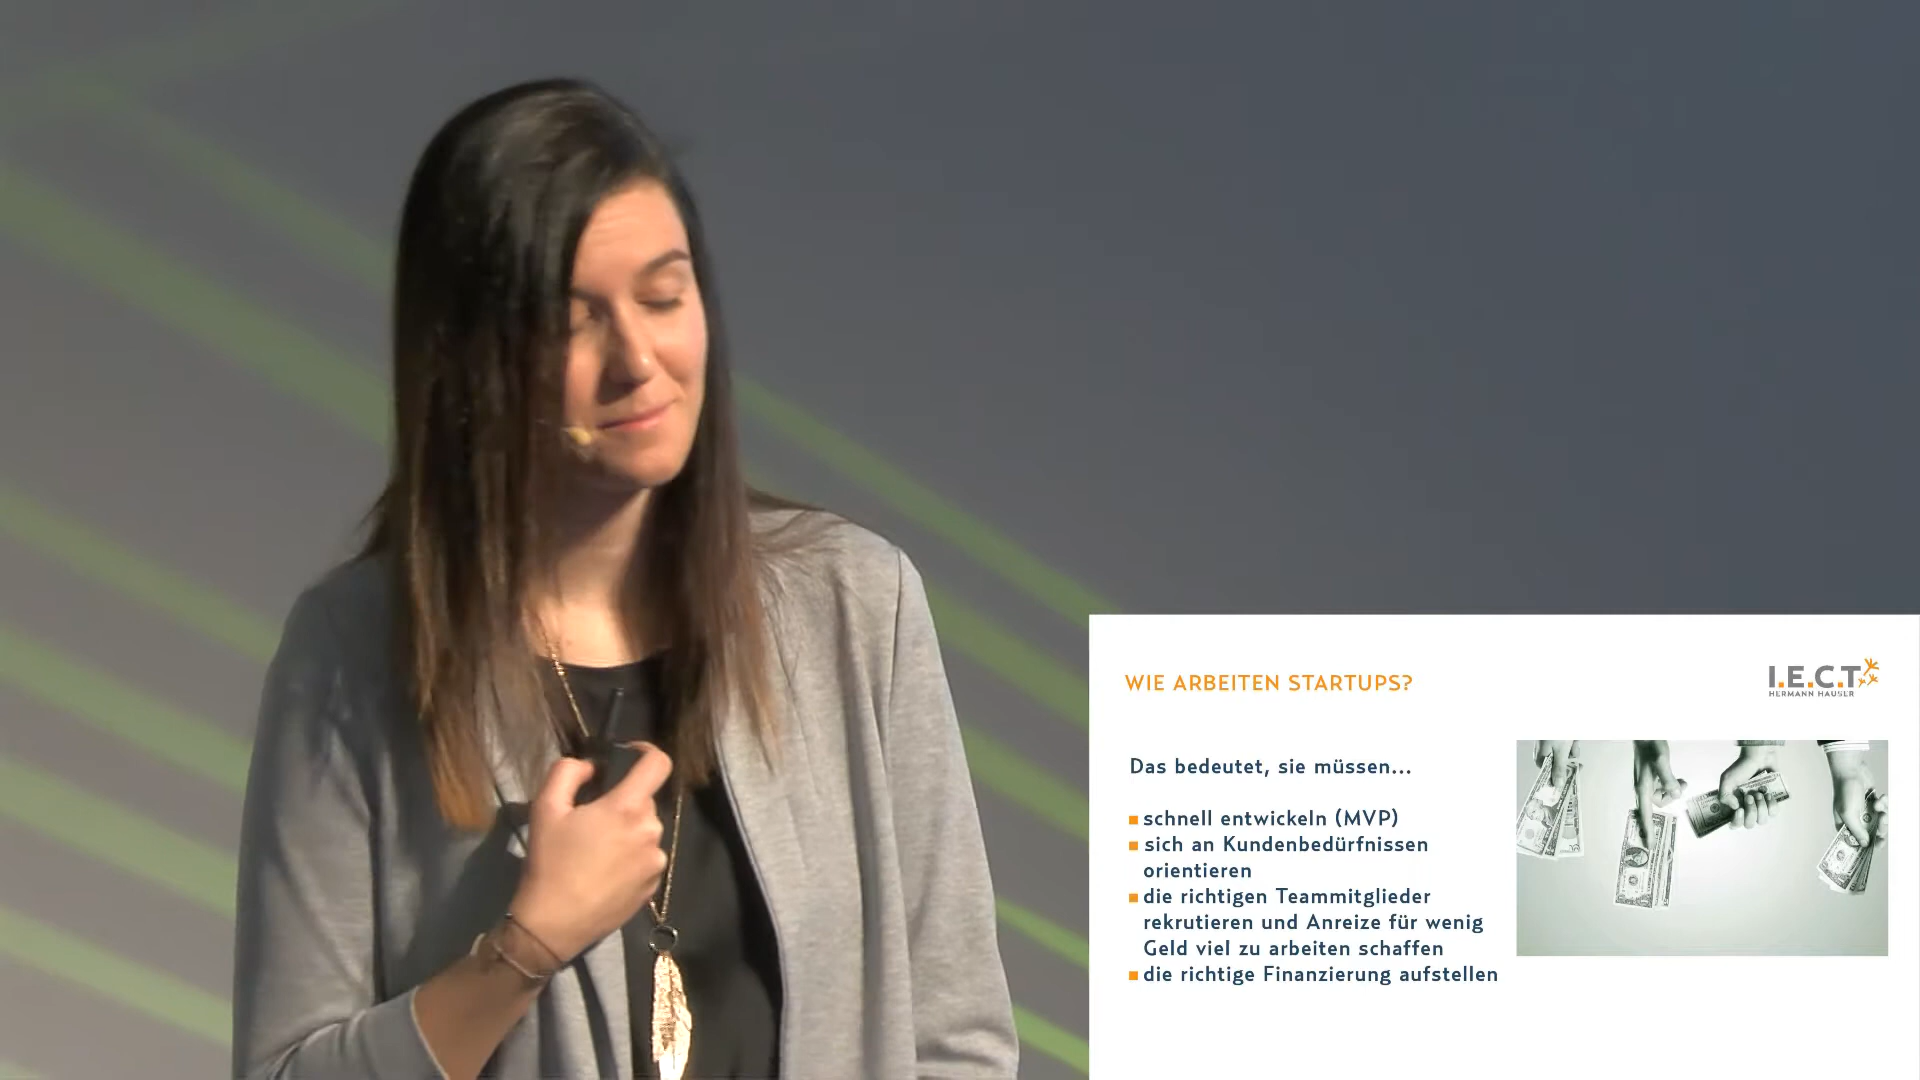 WIE ARBEITEN STARTUPS?
I.E.C.T
HERMANN HAUSER
Das bedeutet, sie müssen...
schnell entwickeln (MVP)
sich an Kundenbedürfnissen
orientieren
die richtigen Teammitglieder
rekrutieren und Anreize für wenig
Geld viel zu arbeiten schaffen
die richtige Finanzierung aufstellen